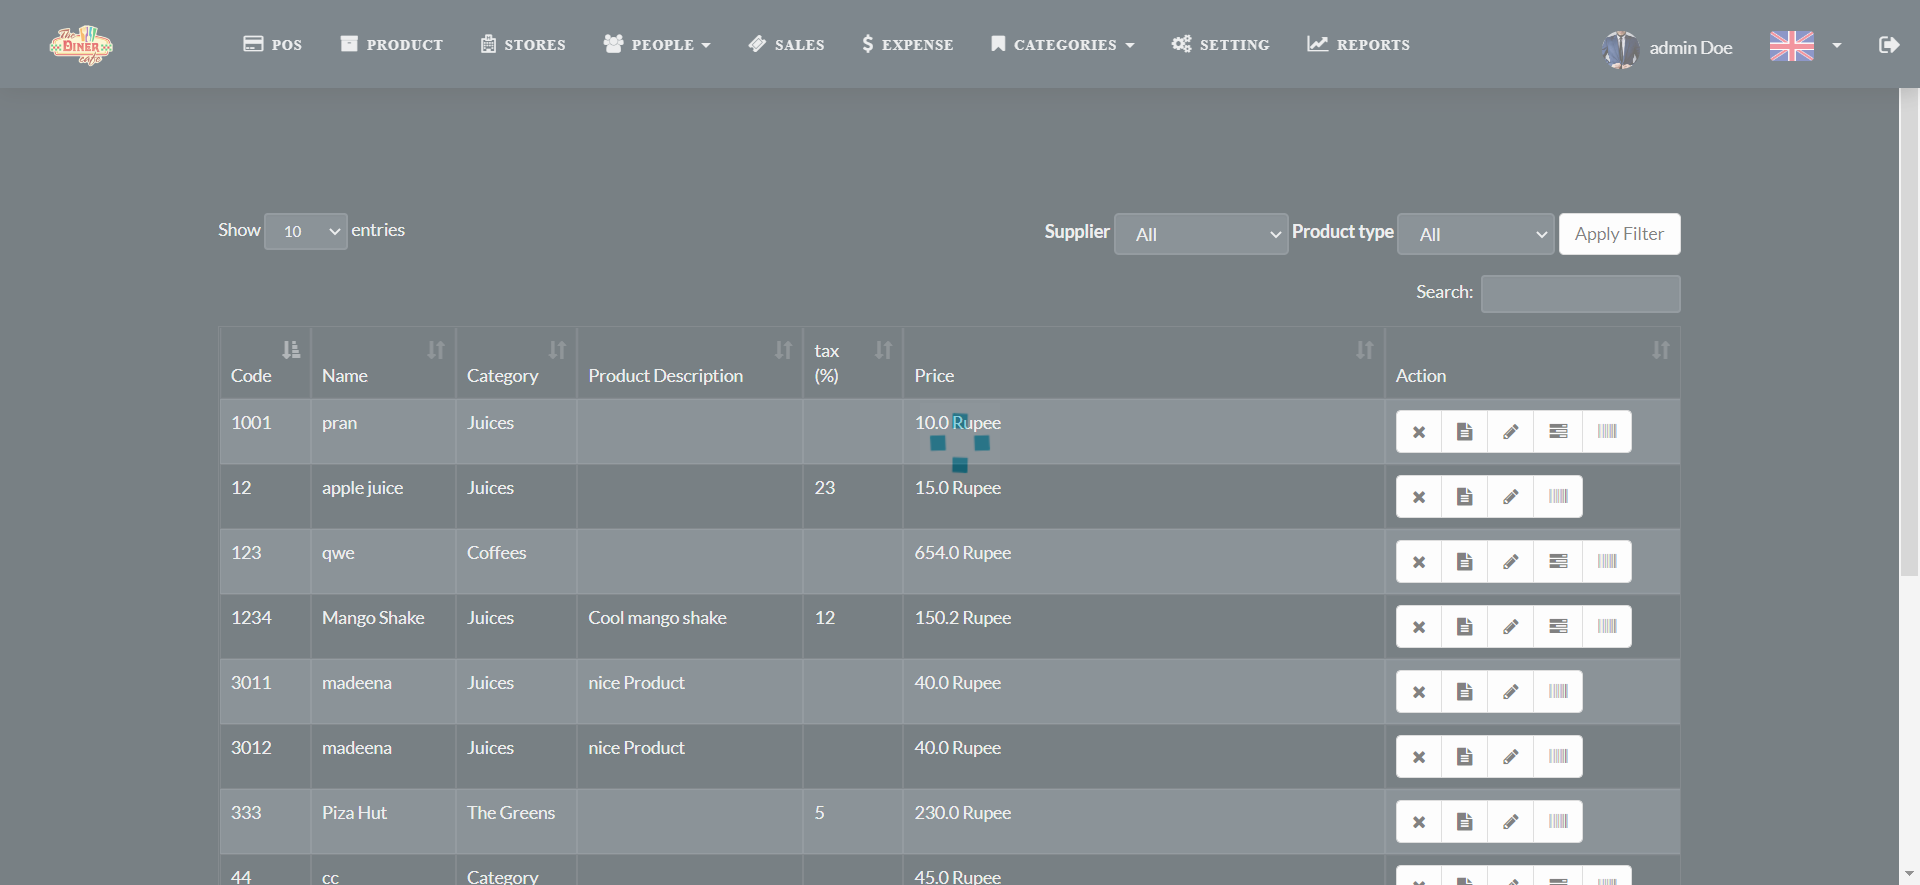 The DINER cafe
POS PRODUCT STORES PEOPLE SALES EXPENSE CATEGORIES SETTING REPORTS admin Doe
Show 10 entries Supplier All Product type All Apply Filter
Search:
Code Name Category Product Description tax (%) Price Action
1001 pran Juices 10.0 Rupee
12 apple juice Juices 23 15.0 Rupee
123 qwe Coffees 654.0 Rupee
1234 Mango Shake Juices Cool mango shake 12 150.2 Rupee
3011 madeena Juices nice Product 40.0 Rupee
3012 madeena Juices nice Product 40.0 Rupee
333 Piza Hut The Greens 5 230.0 Rupee
44 cc Category 45.0 Rupee